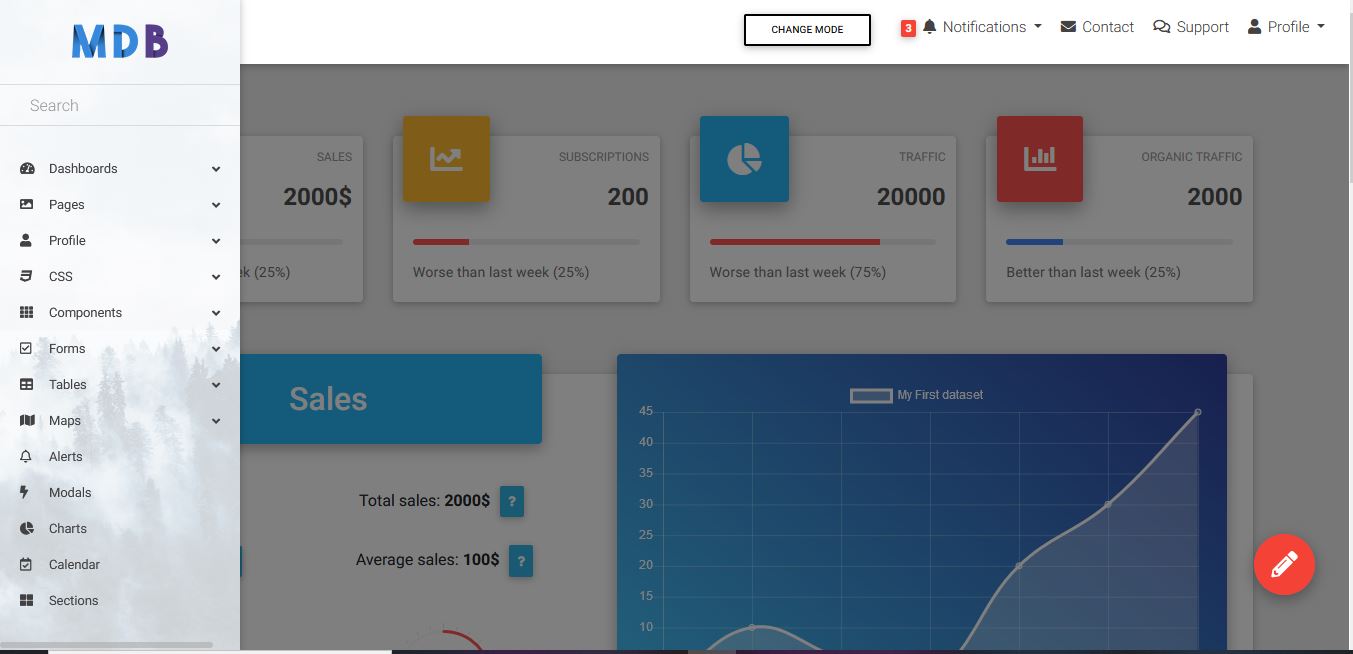 MDB
CHANGE MODE
3 Notifications
Contact
Support
Profile
Search
Dashboards
Pages
Profile
CSS
Components
Forms
Tables
Maps
Alerts
Modals
Charts
Calendar
Sections
SALES
2000$
ek (25%)
SUBSCRIPTIONS
200
Worse than last week (25%)
TRAFFIC
20000
Worse than last week (75%)
ORGANIC TRAFFIC
2000
Better than last week (25%)
Sales
Total sales: 2000$ ?
Average sales: 100$ ?
My First dataset
45
40
35
30
25
20
15
10